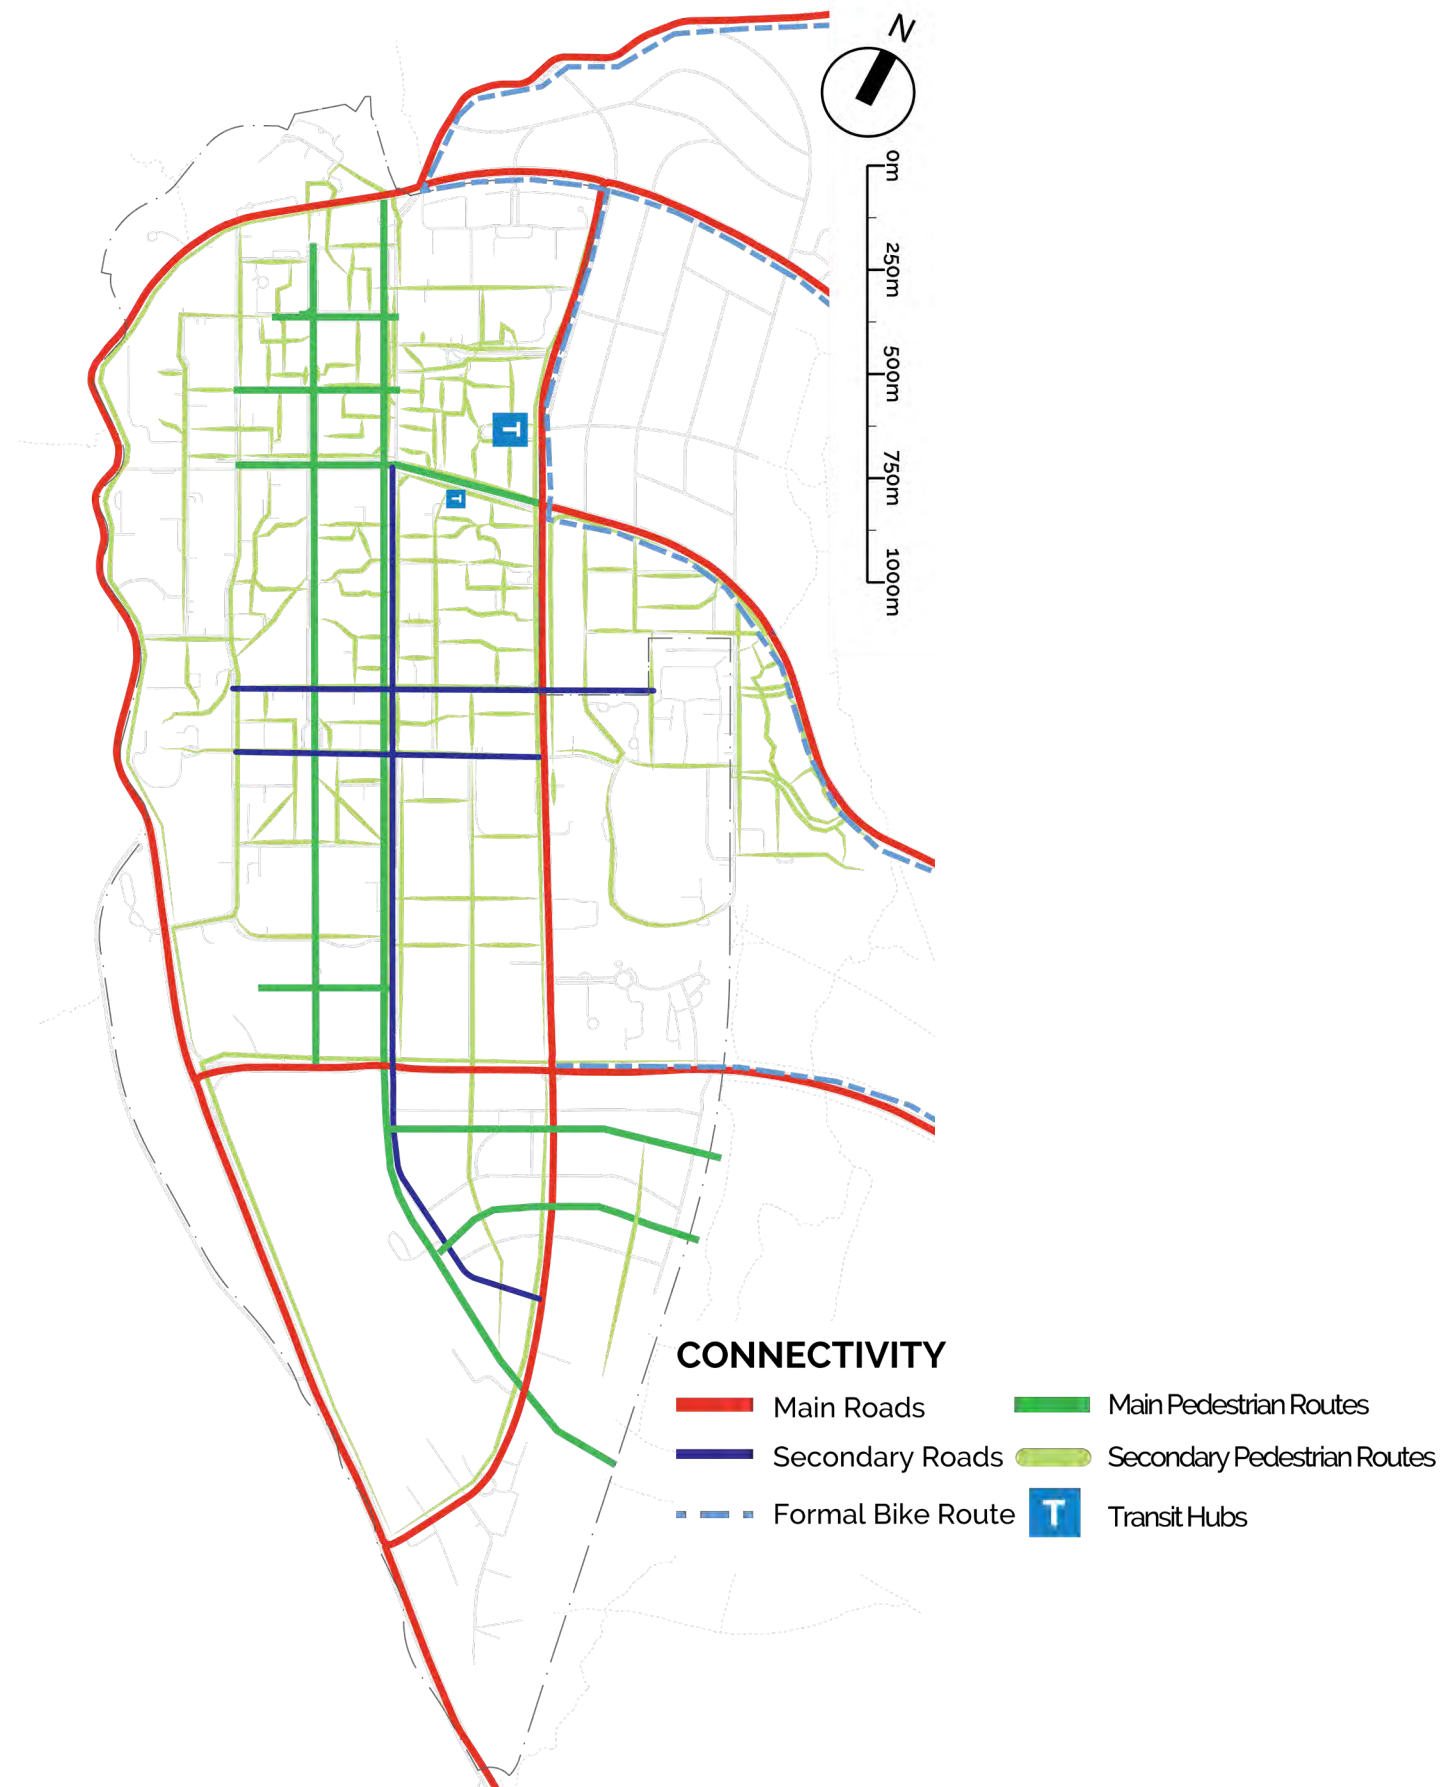 N
0m
250m
500m
750m
1000m
T
T
CONNECTIVITY
Main Roads
Main Pedestrian Routes
Secondary Roads
Secondary Pedestrian Routes
Formal Bike Route
T
Transit Hubs